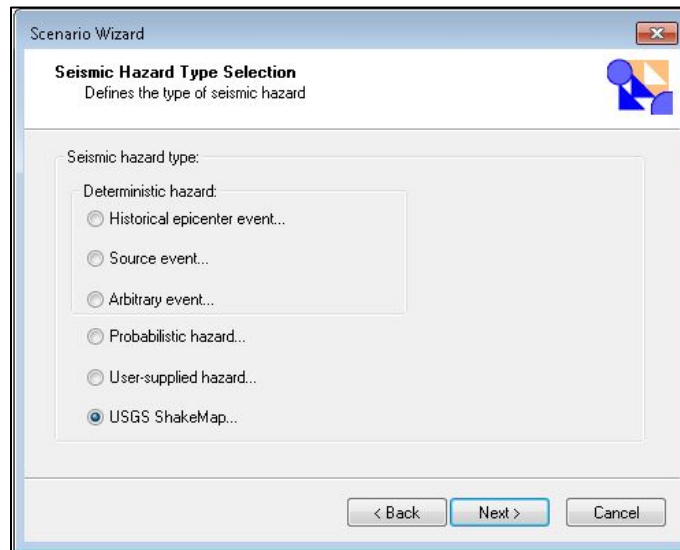 Scenario Wizard
Seismic Hazard Type Selection
Defines the type of seismic hazard
Seismic hazard type:
Deterministic hazard:
Historical epicenter event...
Source event...
Arbitrary event...
Probabilistic hazard...
User-supplied hazard...
USGS ShakeMap...
< Back Next > Cancel